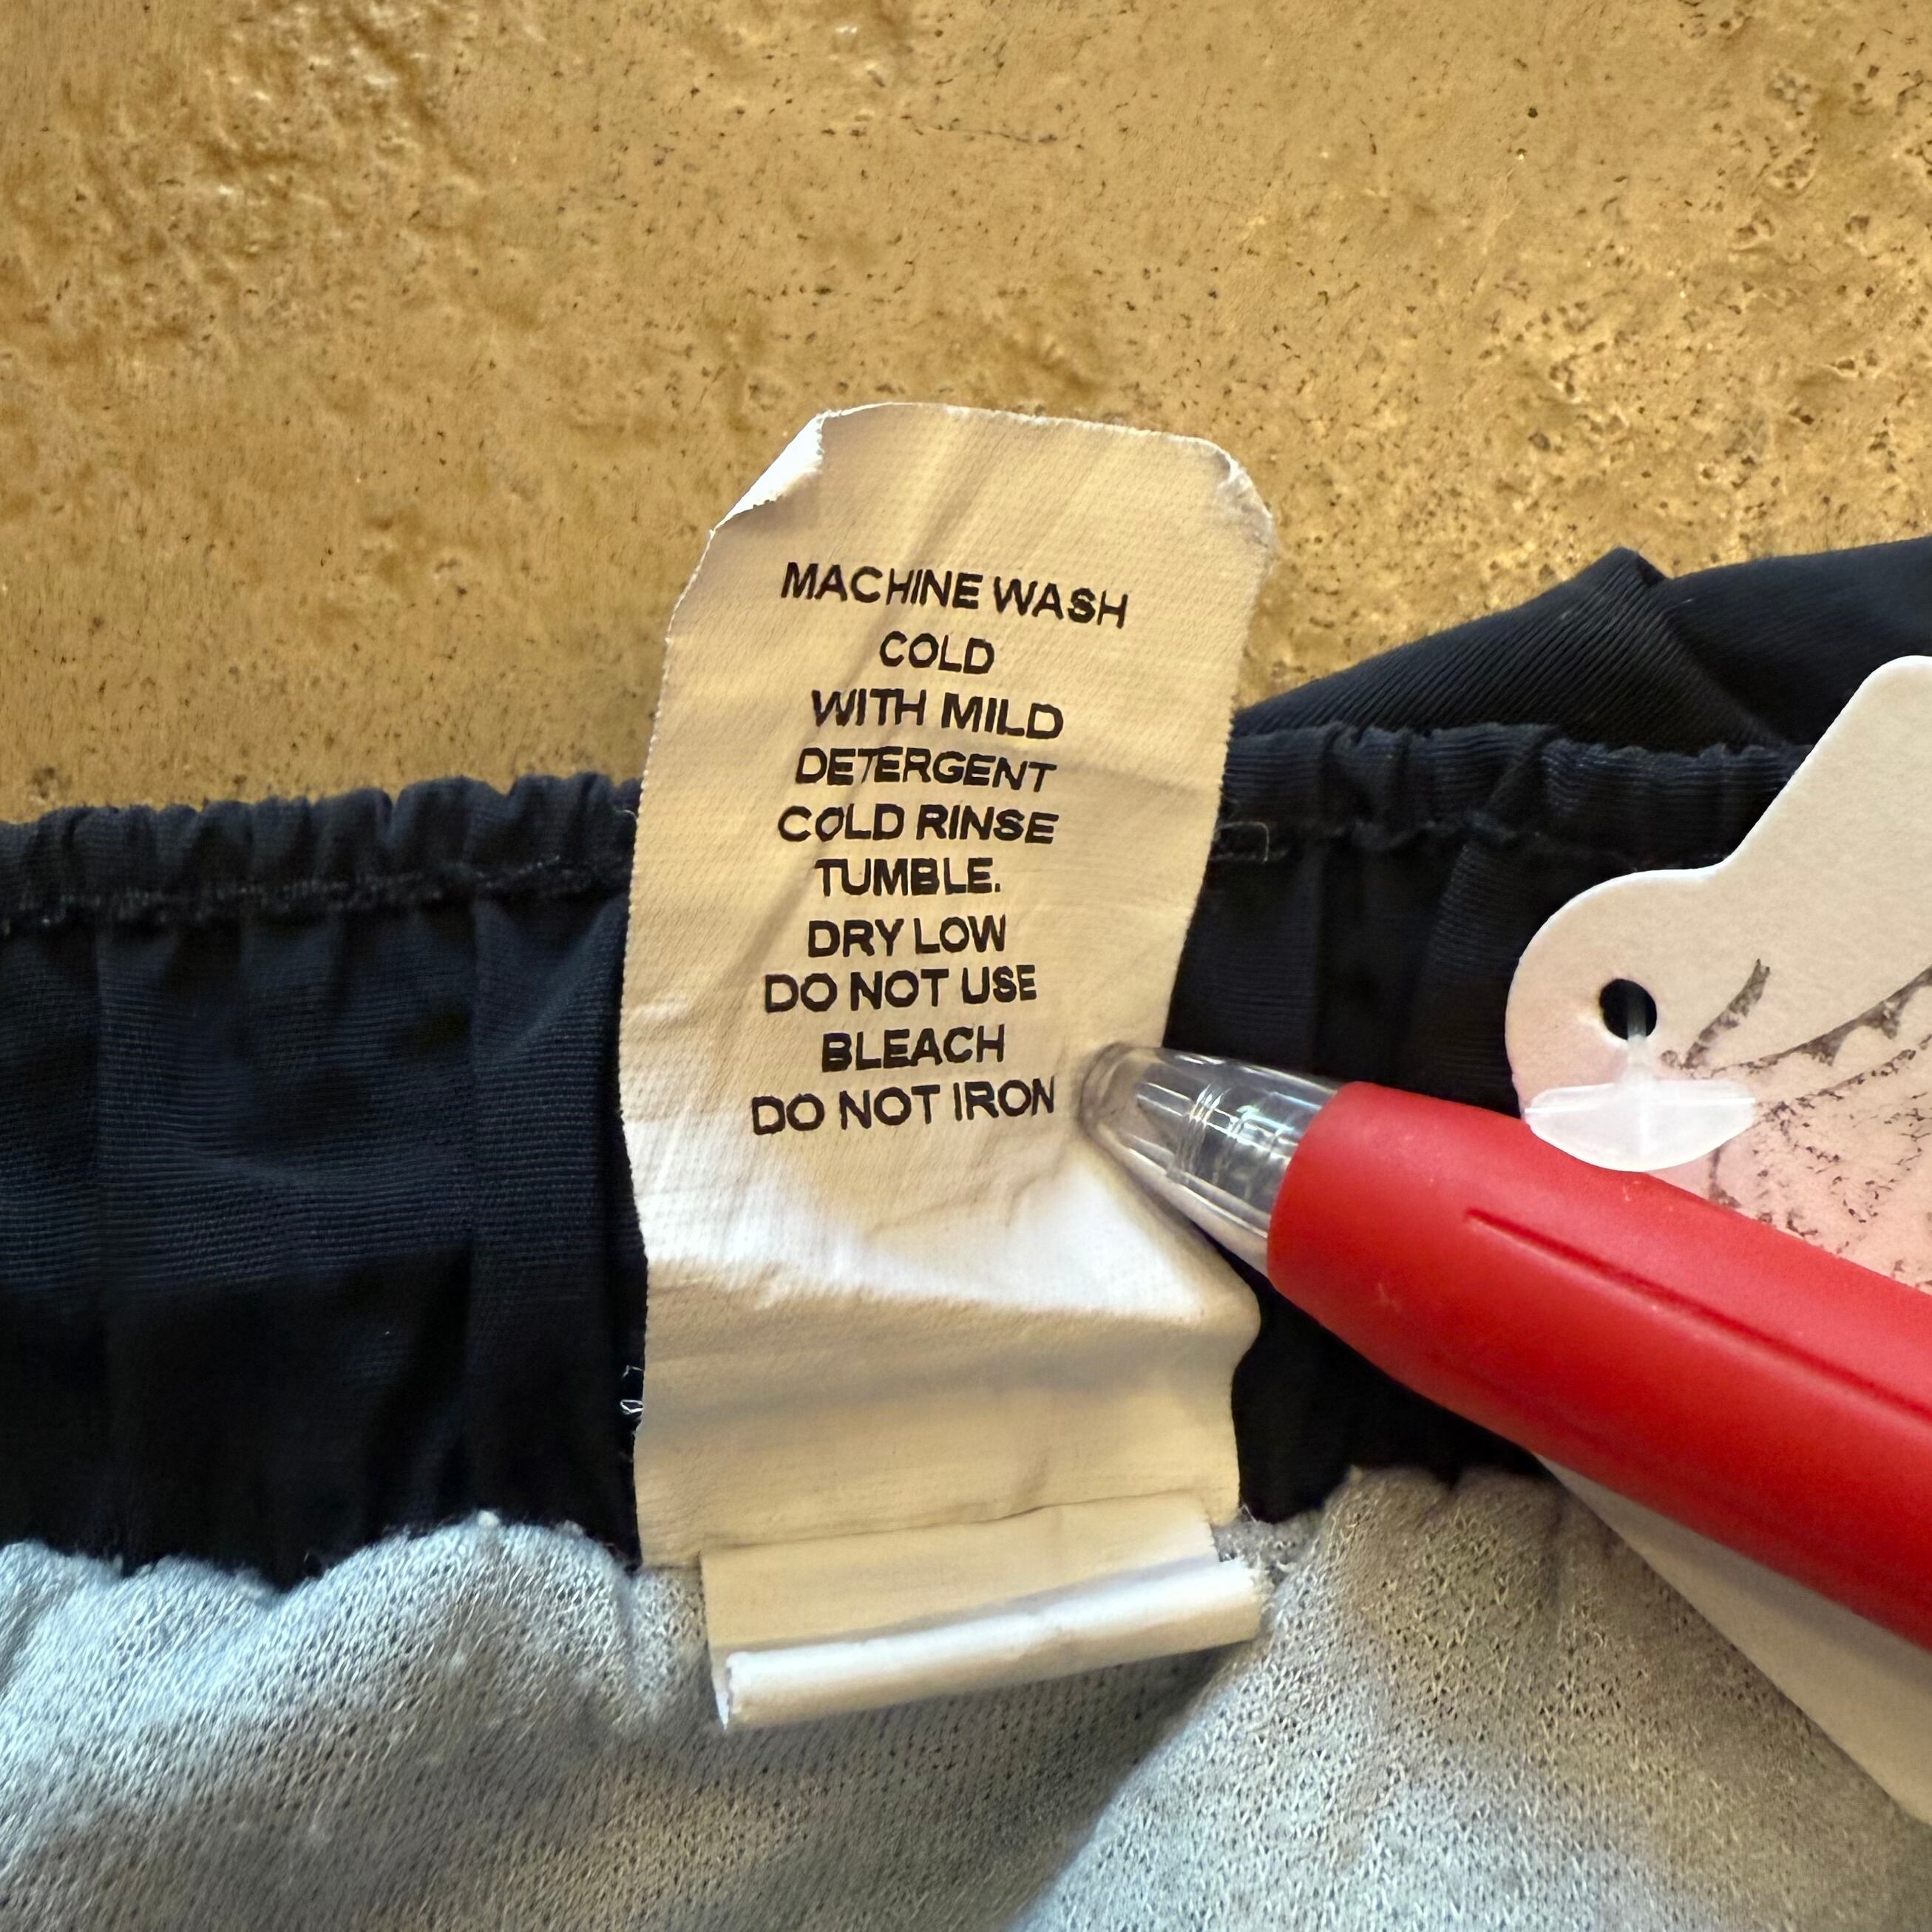 MACHINE WASH
COLD
WITH MILD
DETERGENT
COLD RINSE
TUMBLE.
DRY LOW
DO NOT USE
BLEACH
DO NOT IRON